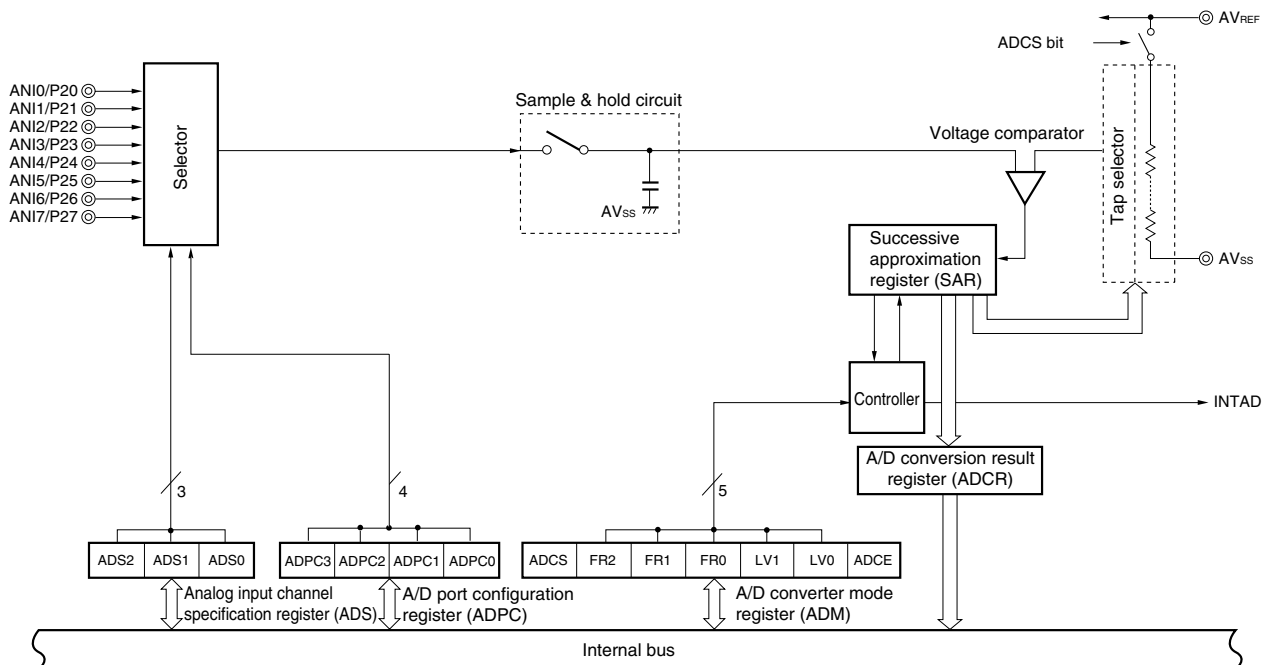 AVREF
ADCS bit
ANI0/P20
ANI1/P21
ANI2/P22
ANI3/P23
ANI4/P24
ANI5/P25
ANI6/P26
ANI7/P27
Selector
Sample & hold circuit
AVSS
Voltage comparator
Tap selector
AVSS
Successive
approximation
register (SAR)
Controller
INTAD
A/D conversion result
register (ADCR)
3
4
5
ADS2 ADS1 ADS0
ADPC3 ADPC2 ADPC1 ADPC0
ADCS FR2 FR1 FR0 LV1 LV0 ADCE
Analog input channel
specification register (ADS)
A/D port configuration
register (ADPC)
A/D converter mode
register (ADM)
Internal bus